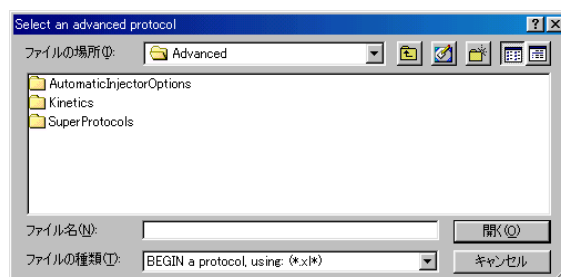 Select an advanced protocol
ファイルの場所(I):
Advanced
AutomaticInjectorOptions
Kinetics
SuperProtocols
ファイル名(N):
開く(O)
ファイルの種類(T):
BEGIN a protocol, using: (*.xl*)
キャンセル